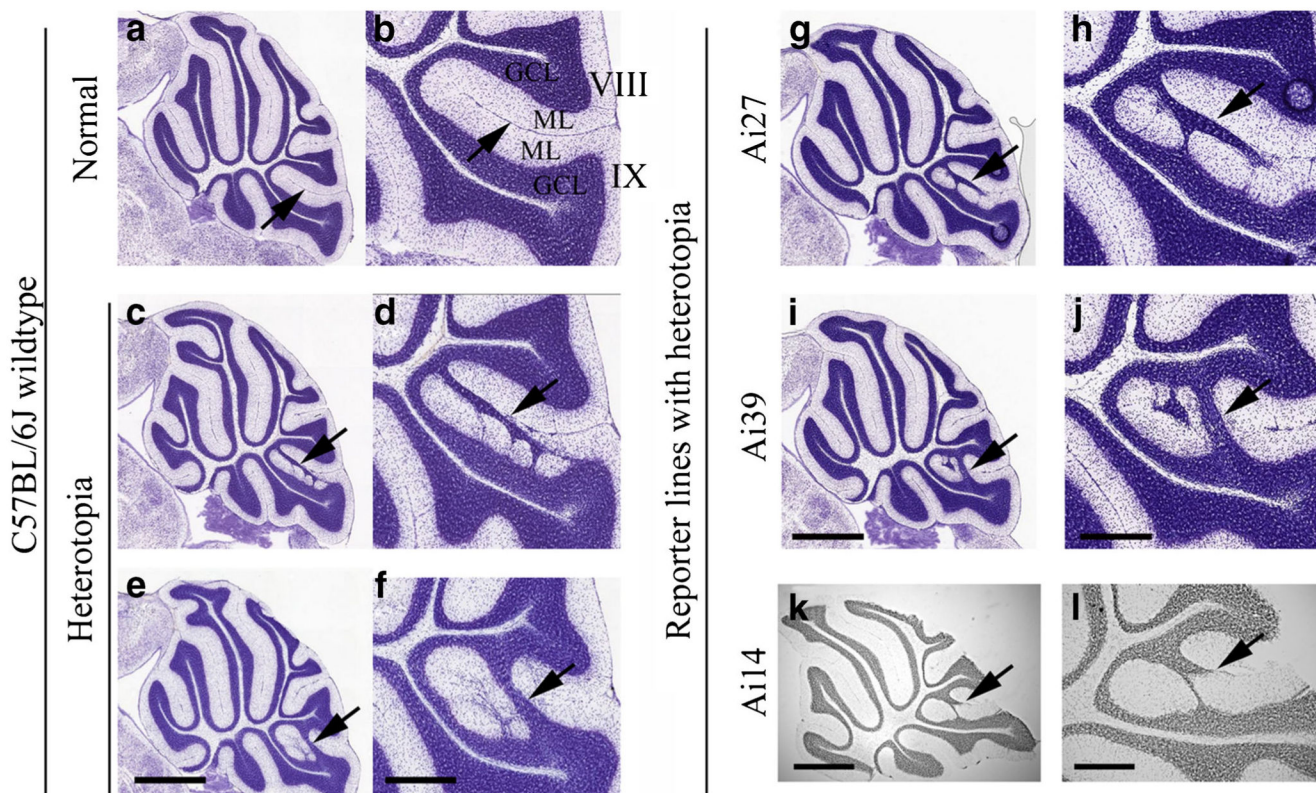 C57BL/6J wildtype
Normal
Heterotopia
a
b
GCL
VIII
ML
ML
IX
GCL
c
d
e
f
Reporter lines with heterotopia
Ai27
g
h
Ai39
i
j
Ai14
k
l